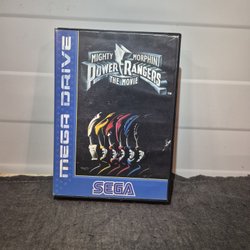 MEGA DRIVE
MIGHTY MORPHIN
POWER RANGERS
THE MOVIE
SEGA